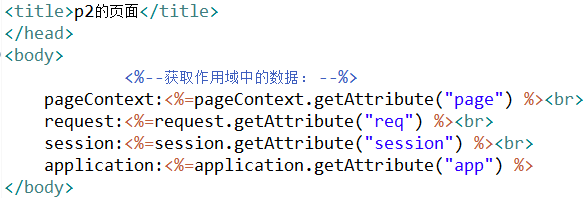 <title>p2的页面</title>
</head>
<body>
<%--获取作用域中的数据：--%>
pageContext:<%=pageContext.getAttribute("page") %><br>
request:<%=request.getAttribute("req") %><br>
session:<%=session.getAttribute("session") %><br>
application:<%=application.getAttribute("app") %>
</body>